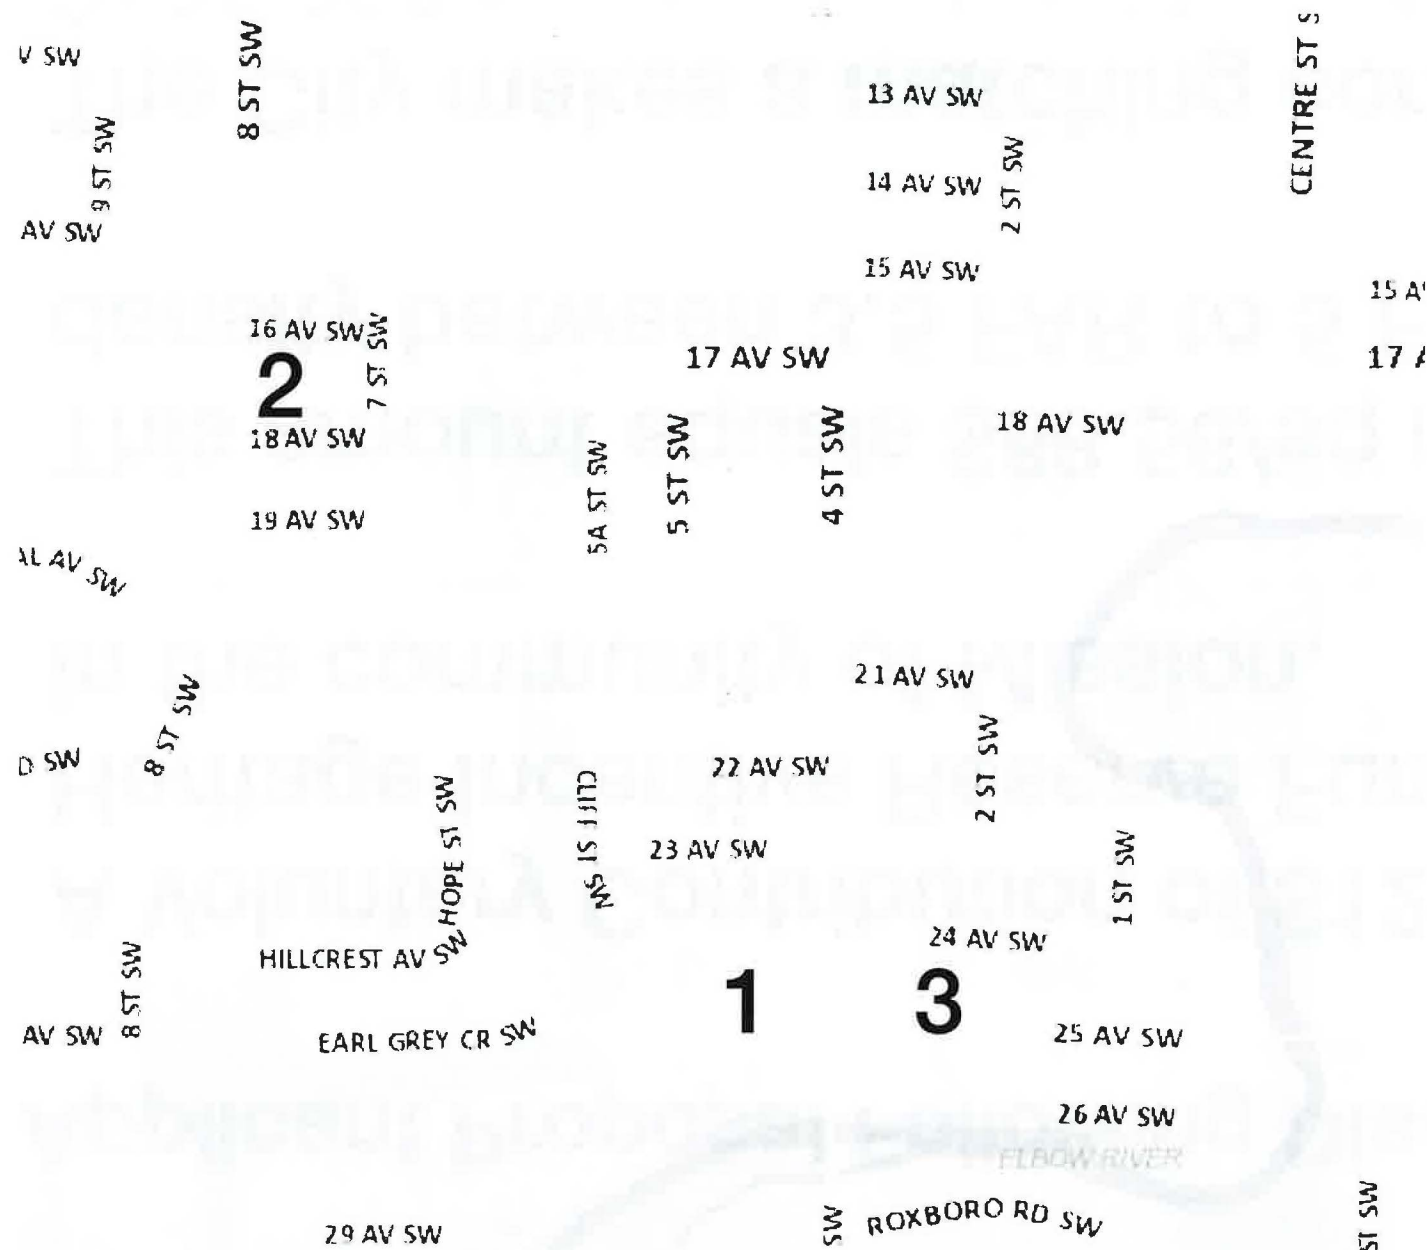 V SW
8 ST SW
CENTRE ST S
13 AV SW
9 ST SW
2 ST SW
14 AV SW
AV SW
15 AV SW
15 A
16 AV SW
7 ST SW
2
17 AV SW
17 A
18 AV SW
18 AV SW
5A ST SW
5 ST SW
4 ST SW
19 AV SW
AL AV SW
21 AV SW
8 ST SW
2 ST SW
D SW
22 AV SW
HOPE ST SW
CLIFF ST SW
23 AV SW
1 ST SW
24 AV SW
HILLCREST AV SW
8 ST SW
1
3
AV SW
EARL GREY CR SW
25 AV SW
26 AV SW
ELBOW RIVER
ROXBORO RD SW
SW
ST SW
29 AV SW